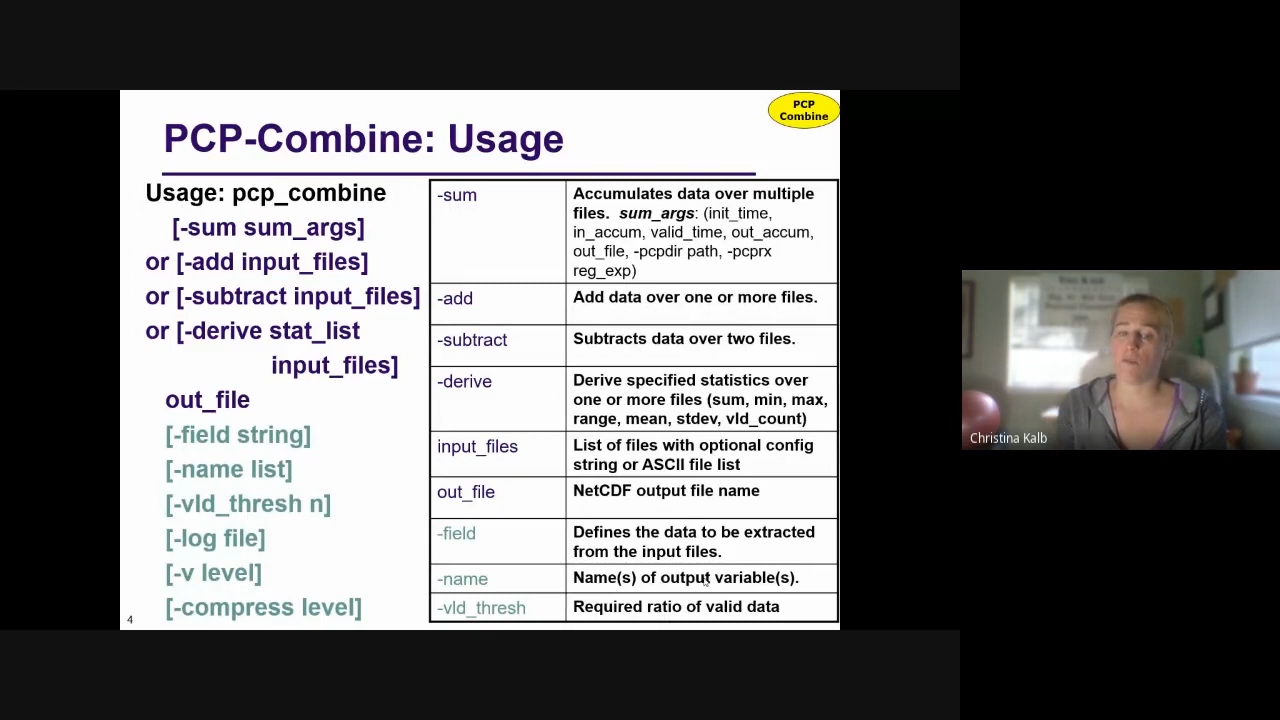 PCP
Combine
PCP-Combine: Usage
Usage: pcp_combine
[-sum sum_args]
or [-add input_files]
or [-subtract input_files]
or [-derive stat_list
input_files]
out_file
[-field string]
[-name list]
[-vld_thresh n]
[-log file]
[-v level]
[-compress level]
4
-sum
Accumulates data over multiple
files. sum_args: (init_time,
in_accum, valid_time, out_accum,
out_file, -pcpdir path, -pcprx
reg_exp)
-add
Add data over one or more files.
-subtract
Subtracts data over two files.
-derive
Derive specified statistics over
one or more files (sum, min, max,
range, mean, stdev, vld_count)
input_files
List of files with optional config
string or ASCII file list
out_file
NetCDF output file name
-field
Defines the data to be extracted
from the input files.
-name
Name(s) of output variable(s).
-vld_thresh
Required ratio of valid data
Christina Kalb